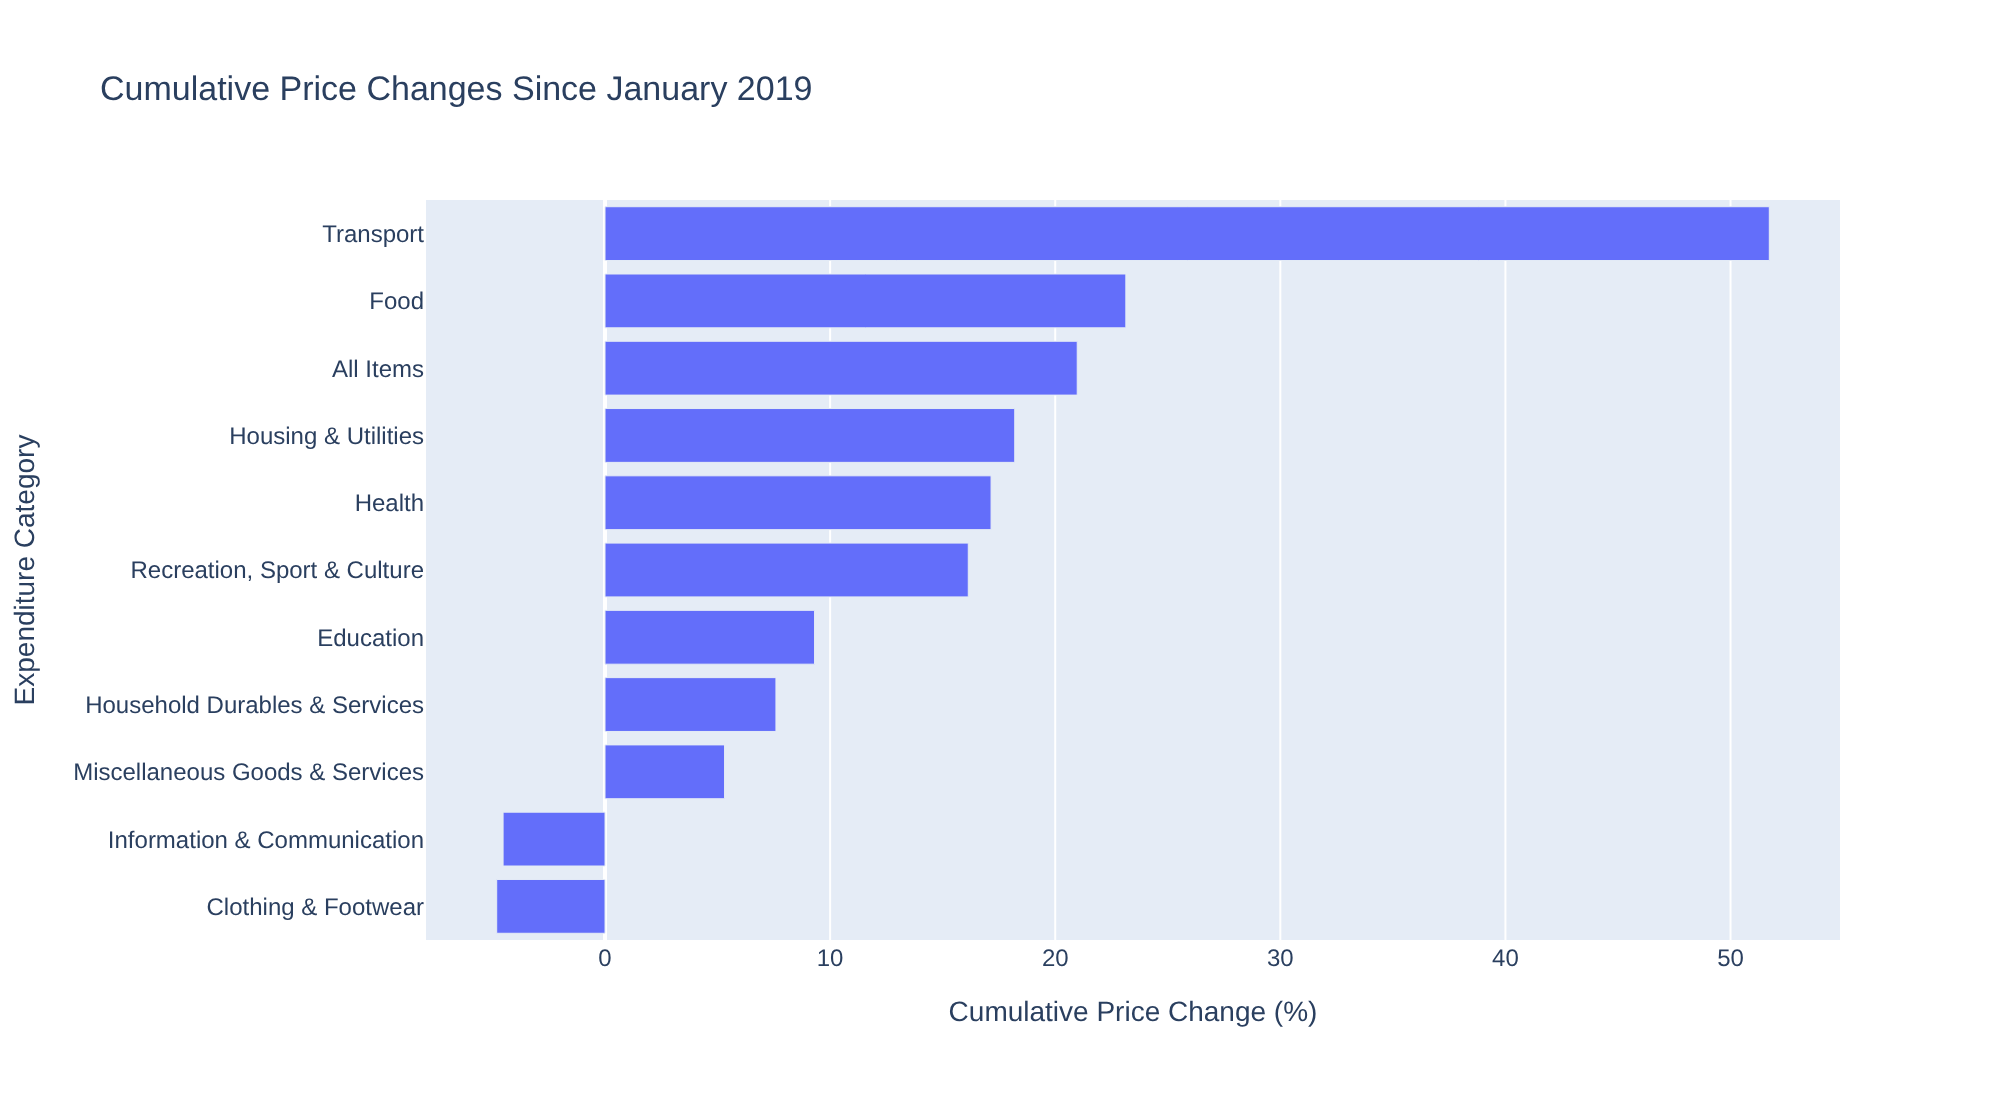 Cumulative Price Changes Since January 2019
Expenditure Category
Transport
Food
All Items
Housing & Utilities
Health
Recreation, Sport & Culture
Education
Household Durables & Services
Miscellaneous Goods & Services
Information & Communication
Clothing & Footwear
0 10 20 30 40 50
Cumulative Price Change (%)